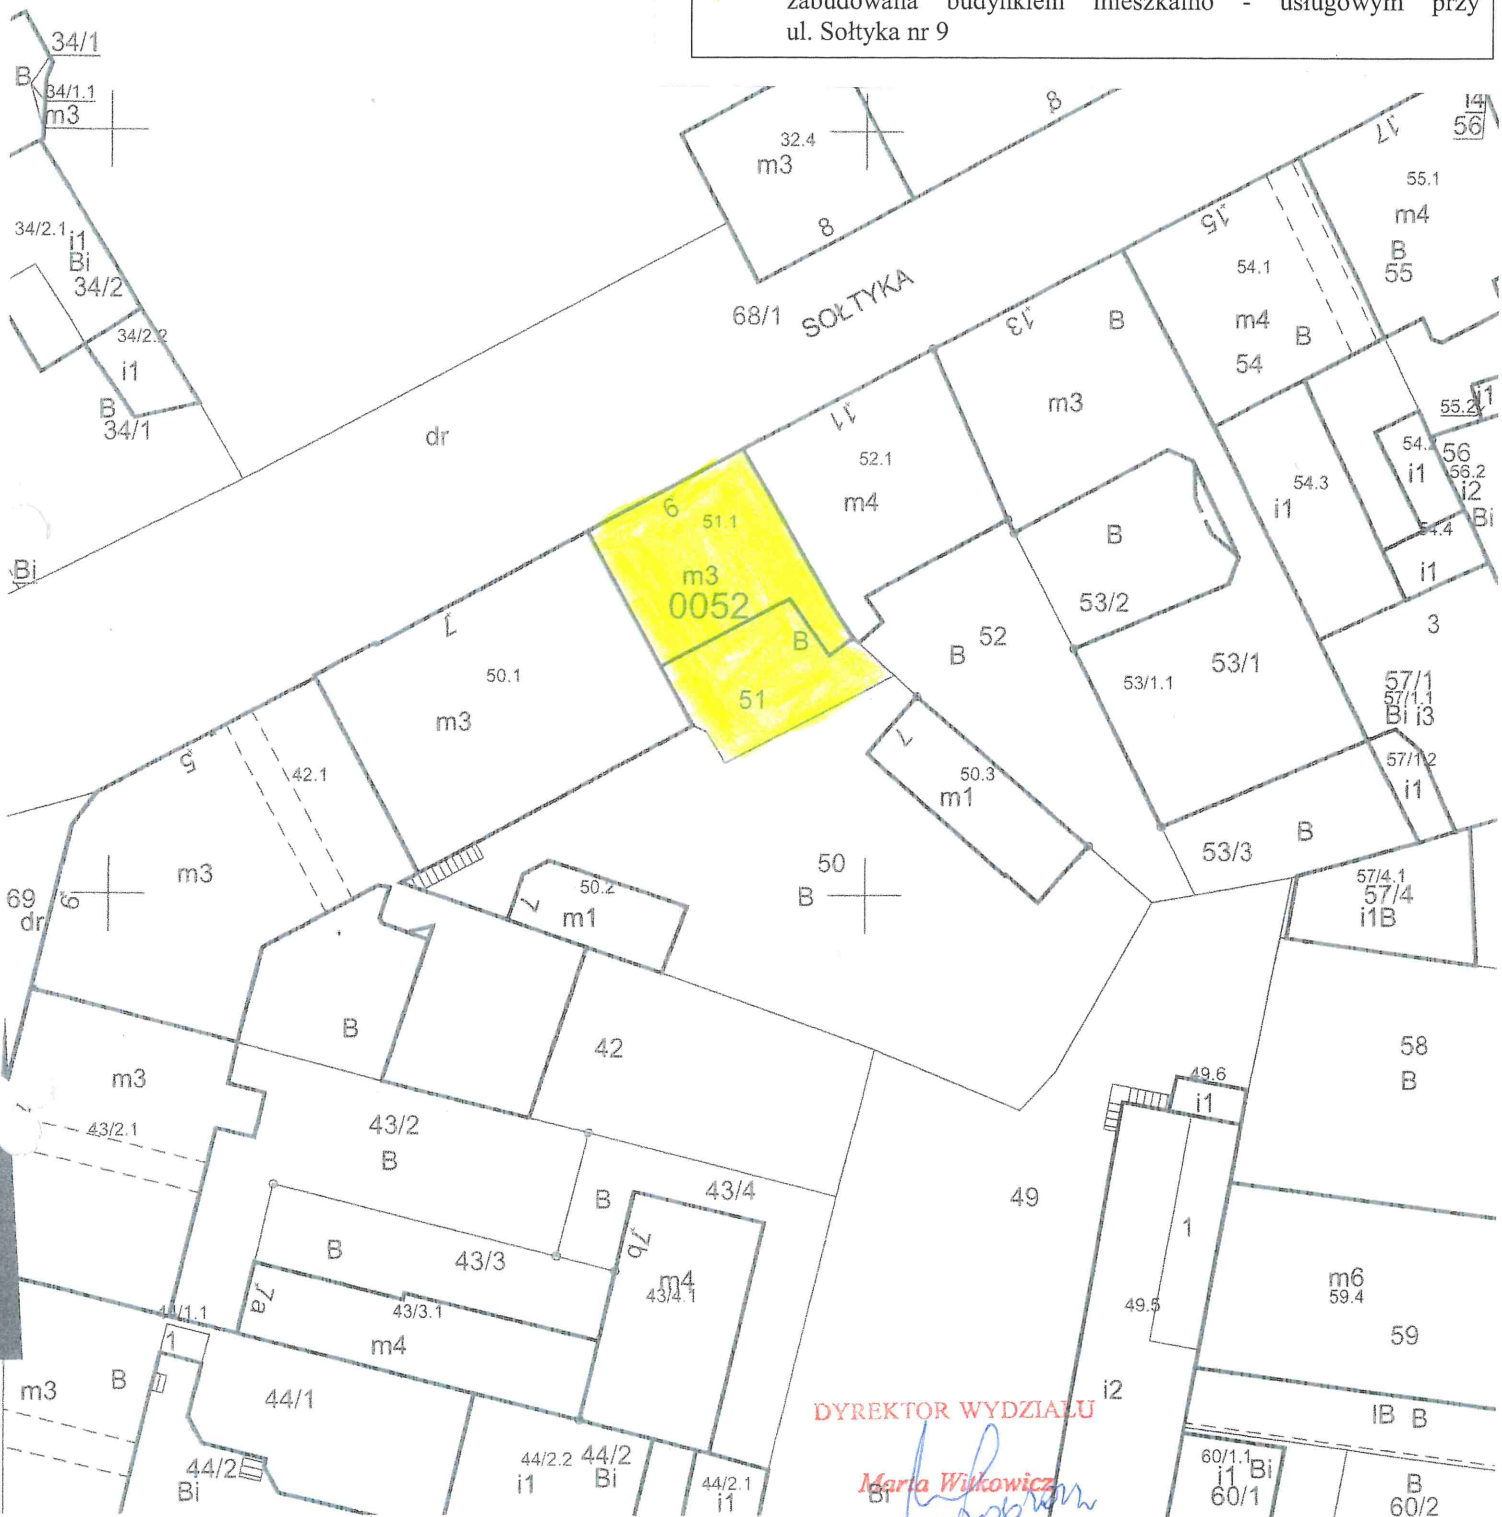 zabudowana budynkiem mieszkalno - usługowym przy
ul. Sołtyka nr 9
34/1
B
34/1.1
m3
32.4
m3
8
8
17
i4
56
55.1
m4
B
55
34/2.1
i1
Bi
34/2
34/2.2
i1
B
34/1
68/1
SOŁTYKA
15
54.1
m4
B
54
13
B
m3
dr
11
52.1
m4
54.3
i1
55.2
i1
56
56.2
i2
Bi
i1
54.4
i1
9
51.1
m3
0052
B
51
Bi
7
50.1
m3
B
53/2
B
52
53/1
53/1.1
3
57/1
57/1.1
Bi i3
57/1.2
i1
5
42.1
7
50.3
m1
m3
69
dr
6
50.2
7
m1
50
B
53/3
B
57/4.1
57/4
i1B
B
42
58
B
m3
43/2.1
43/2
B
49.6
i1
B
43/4
49
1
B
43/3
7b
m4
43/4.1
7a
43/3.1
m4
49.5
m6
59.4
59
1
m3
B
44/1
i2
IB B
DYREKTOR WYDZIAŁU
Marta Witkowicz
Bi
44/2
Bi
44/2.2
i1
44/2
Bi
44/2.1
i1
60/1.1
i1
Bi
60/1
B
60/2